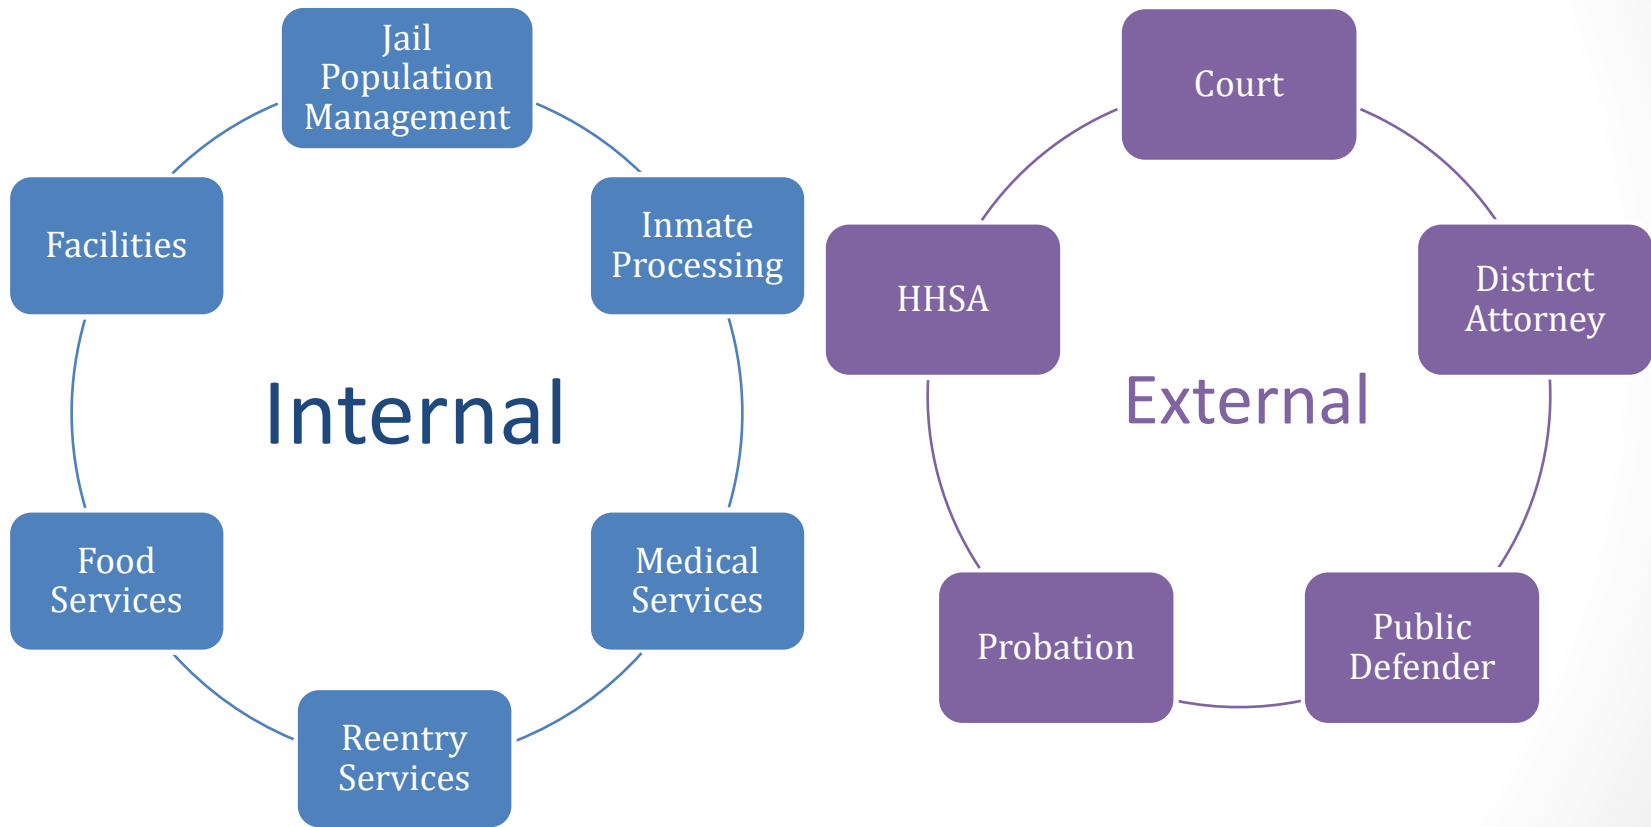 Jail
Population
Management
Inmate
Processing
Medical
Services
Reentry
Services
Food
Services
Facilities
Internal
Court
District
Attorney
Public
Defender
Probation
HHSA
External